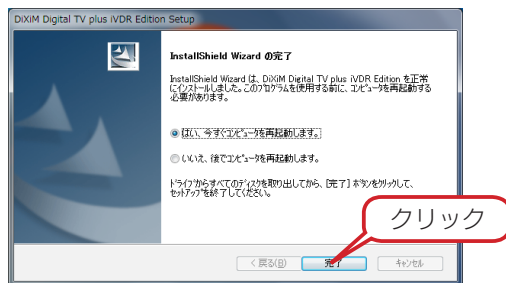 DiXiM Digital TV plus iVDR Edition Setup
InstallShield Wizard の完了
InstallShield Wizard は、DiXiM Digital TV plus iVDR Edition を正常
にインストールしました。このプログラムを使用する前に、コンピュータを再起動する
必要があります。
はい、今すぐコンピュータを再起動します。
いいえ、後でコンピュータを再起動します。
ドライブからすべてのディスクを取り出してから、[完了] ボタンをクリックして、
セットアップを終了してください。
クリック
< 戻る(B)
完了
キャンセル